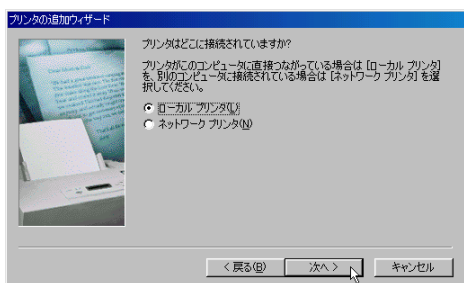 プリンタの追加ウィザード
プリンタはどこに接続されていますか?
プリンタがこのコンピュータに直接つながっている場合は [ローカル プリンタ]
を、別のコンピュータに接続されている場合は [ネットワーク プリンタ] を選
択してください。
ローカル プリンタ(L)
ネットワーク プリンタ(N)
< 戻る(B)
次へ >
キャンセル